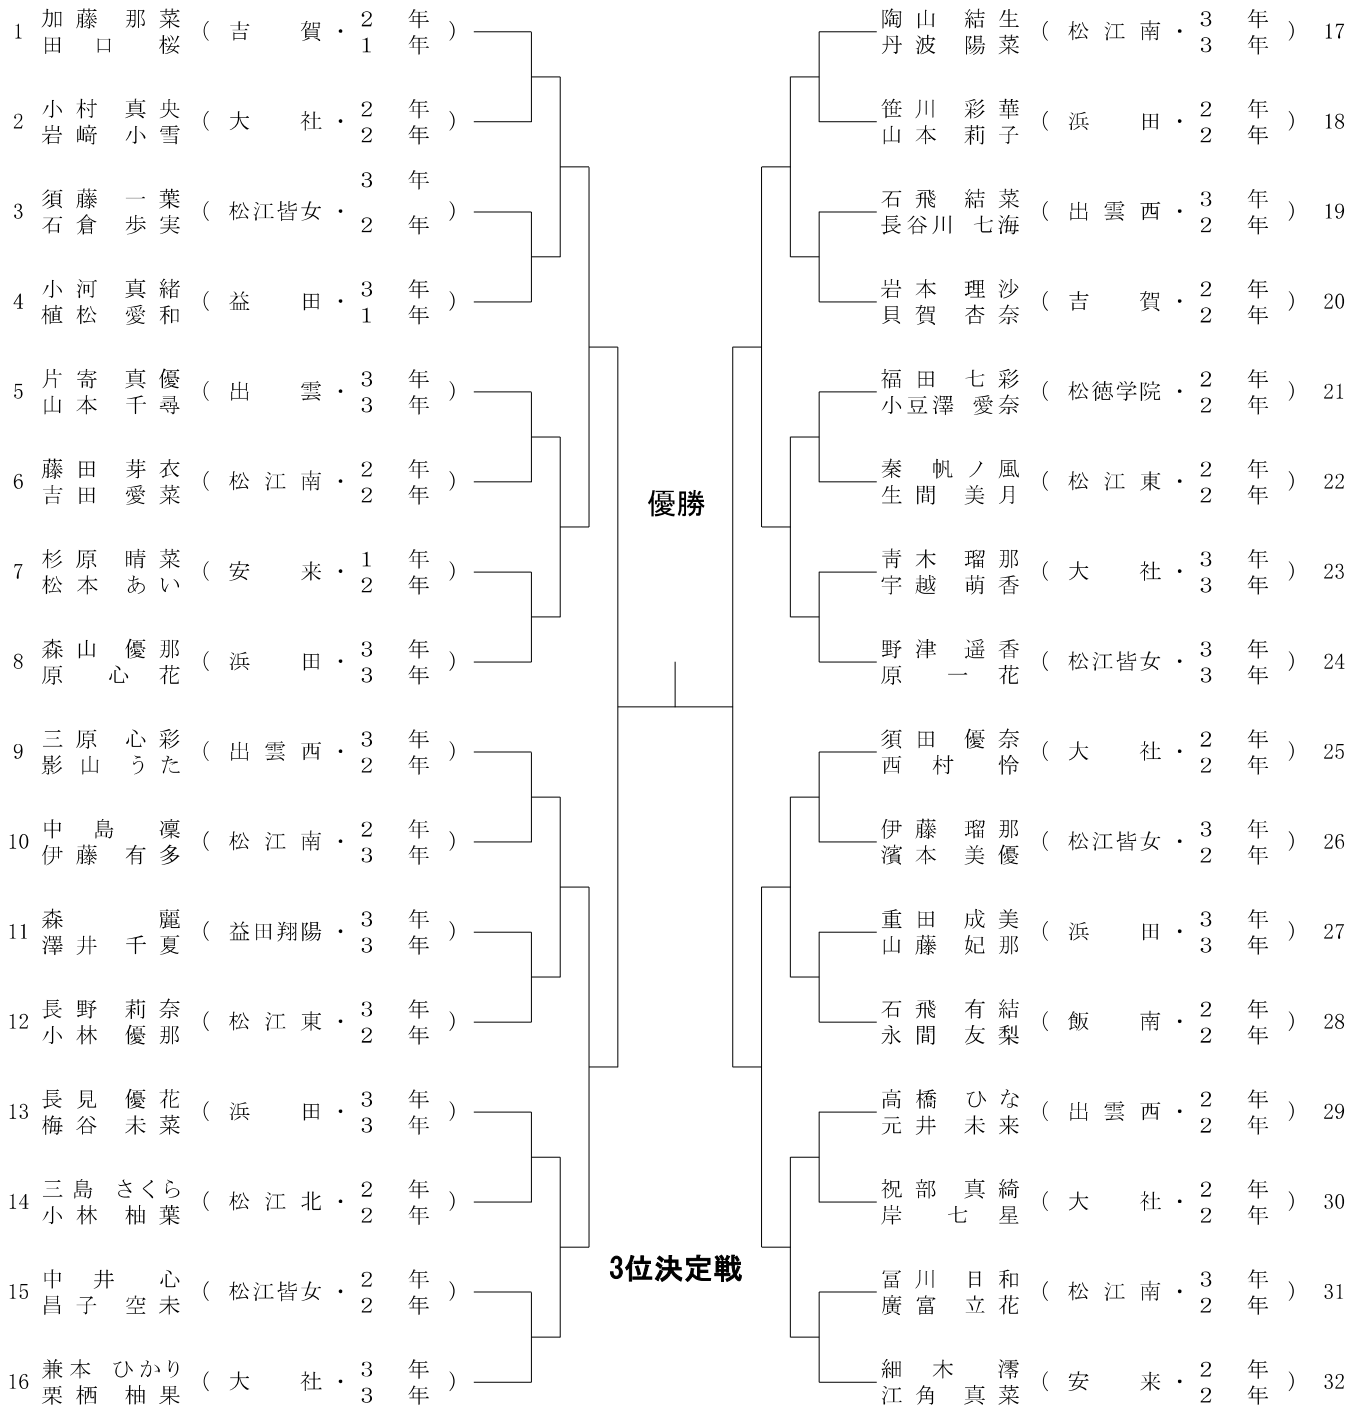 1 加藤 那菜 田口 桜 ( 吉賀・2年 1年 )
2 小村 真央 岩﨑 小雪 ( 大社・2年 2年 )
3 須藤 一葉 石倉 歩実 ( 松江皆女・3年 2年 )
4 小河 真緒 植松 愛和 ( 益田・3年 1年 )
5 片寄 真優 山本 千尋 ( 出雲・3年 3年 )
6 藤田 芽衣 吉田 愛菜 ( 松江南・2年 2年 )
7 杉原 晴菜 松本 あい ( 安来・1年 2年 )
8 森山 優那 原 心花 ( 浜田・3年 3年 )
9 三原 心彩 影山 うた ( 出雲西・3年 2年 )
10 中島 凜 伊藤 有多 ( 松江南・2年 3年 )
11 森 麗 澤井 千夏 ( 益田翔陽・3年 3年 )
12 長野 莉奈 小林 優那 ( 松江東・3年 2年 )
13 長見 優花 梅谷 未菜 ( 浜田・3年 3年 )
14 三島 さくら 小林 柚葉 ( 松江北・2年 2年 )
15 中井 心 昌子 空未 ( 松江皆女・2年 2年 )
16 兼本 ひかり 栗栖 柚果 ( 大社・3年 3年 )
優勝
3位決定戦
陶山 結生 丹波 陽菜 ( 松江南・3年 3年 ) 17
笹川 彩華 山本 莉子 ( 浜田・2年 2年 ) 18
石飛 結菜 長谷川 七海 ( 出雲西・3年 2年 ) 19
岩本 理沙 貝賀 杏奈 ( 吉賀・2年 2年 ) 20
福田 七彩 小豆澤 愛奈 ( 松徳学院・2年 2年 ) 21
秦 帆ノ風 生間 美月 ( 松江東・2年 2年 ) 22
青木 瑠那 宇越 萌香 ( 大社・3年 3年 ) 23
野津 遥香 原 一花 ( 松江皆女・3年 3年 ) 24
須田 優奈 西村 怜 ( 大社・2年 2年 ) 25
伊藤 瑠那 濱本 美優 ( 松江皆女・3年 2年 ) 26
重田 成美 山藤 妃那 ( 浜田・3年 3年 ) 27
石飛 有結 永間 友梨 ( 飯南・2年 2年 ) 28
高橋 ひな 元井 未来 ( 出雲西・2年 2年 ) 29
祝部 真綺 岸 七星 ( 大社・2年 2年 ) 30
冨川 日和 廣富 立花 ( 松江南・3年 2年 ) 31
細木 澪 江角 真菜 ( 安来・2年 2年 ) 32